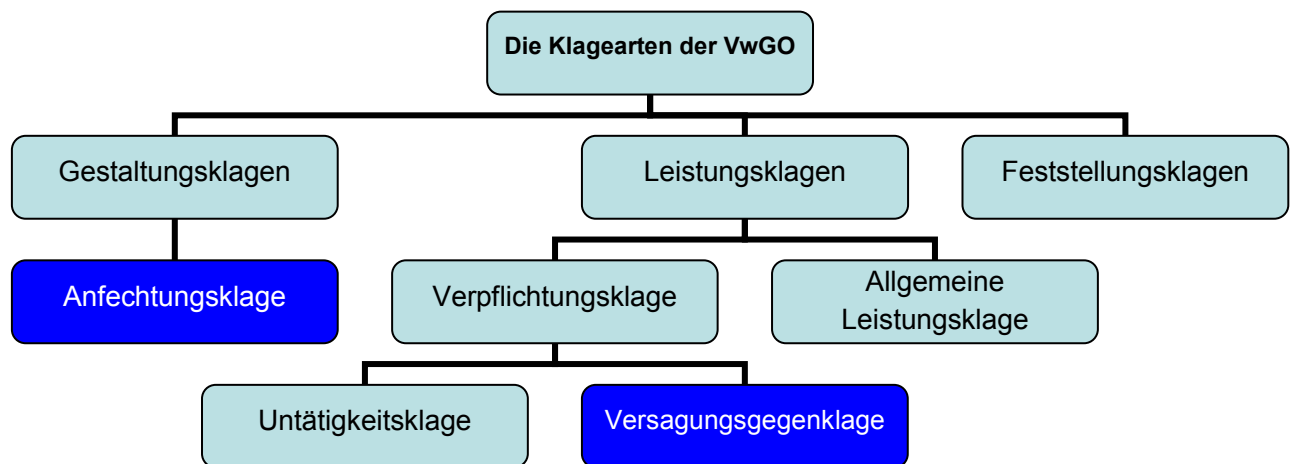 Die Klagearten der VwGO
Gestaltungsklagen
Leistungsklagen
Feststellungsklagen
Anfechtungsklage
Verpflichtungsklage
Allgemeine
Leistungsklage
Untätigkeitsklage
Versagungsgegenklage